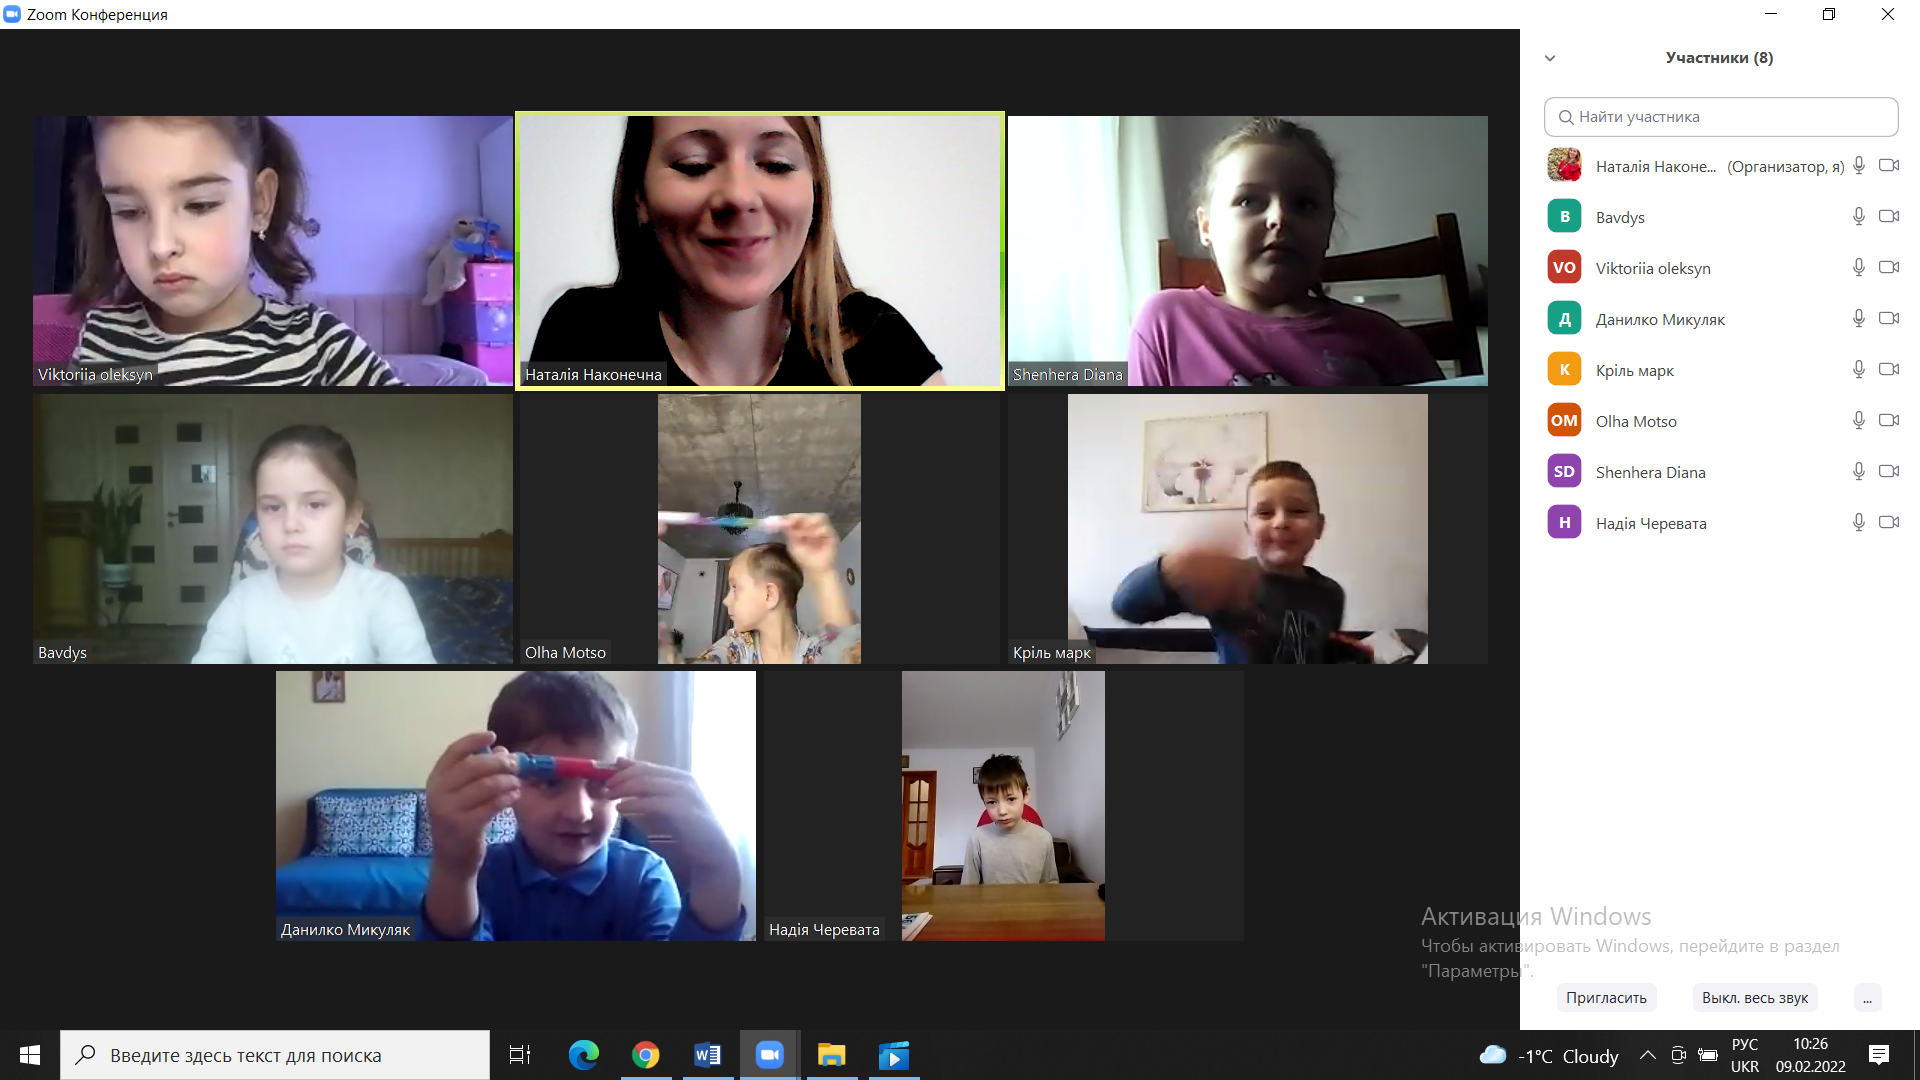 Zoom Конференция
Участники (8)
Найти участника
Наталія Наконе... (Организатор, я)
B Bavdys
VO Viktoriia oleksyn
Д Данилко Микуляк
К Кріль марк
OM Olha Motso
SD Shenhera Diana
Н Надія Черевата
Viktoriia oleksyn
Наталія Наконечна
Shenhera Diana
Bavdys
Olha Motso
Кріль марк
Данилко Микуляк
Надія Черевата
Активация Windows
Чтобы активировать Windows, перейдите в раздел
"Параметры".
Пригласить
Выкл. весь звук
...
Введите здесь текст для поиска
-1°C Cloudy
РУС
UKR
10:26
09.02.2022